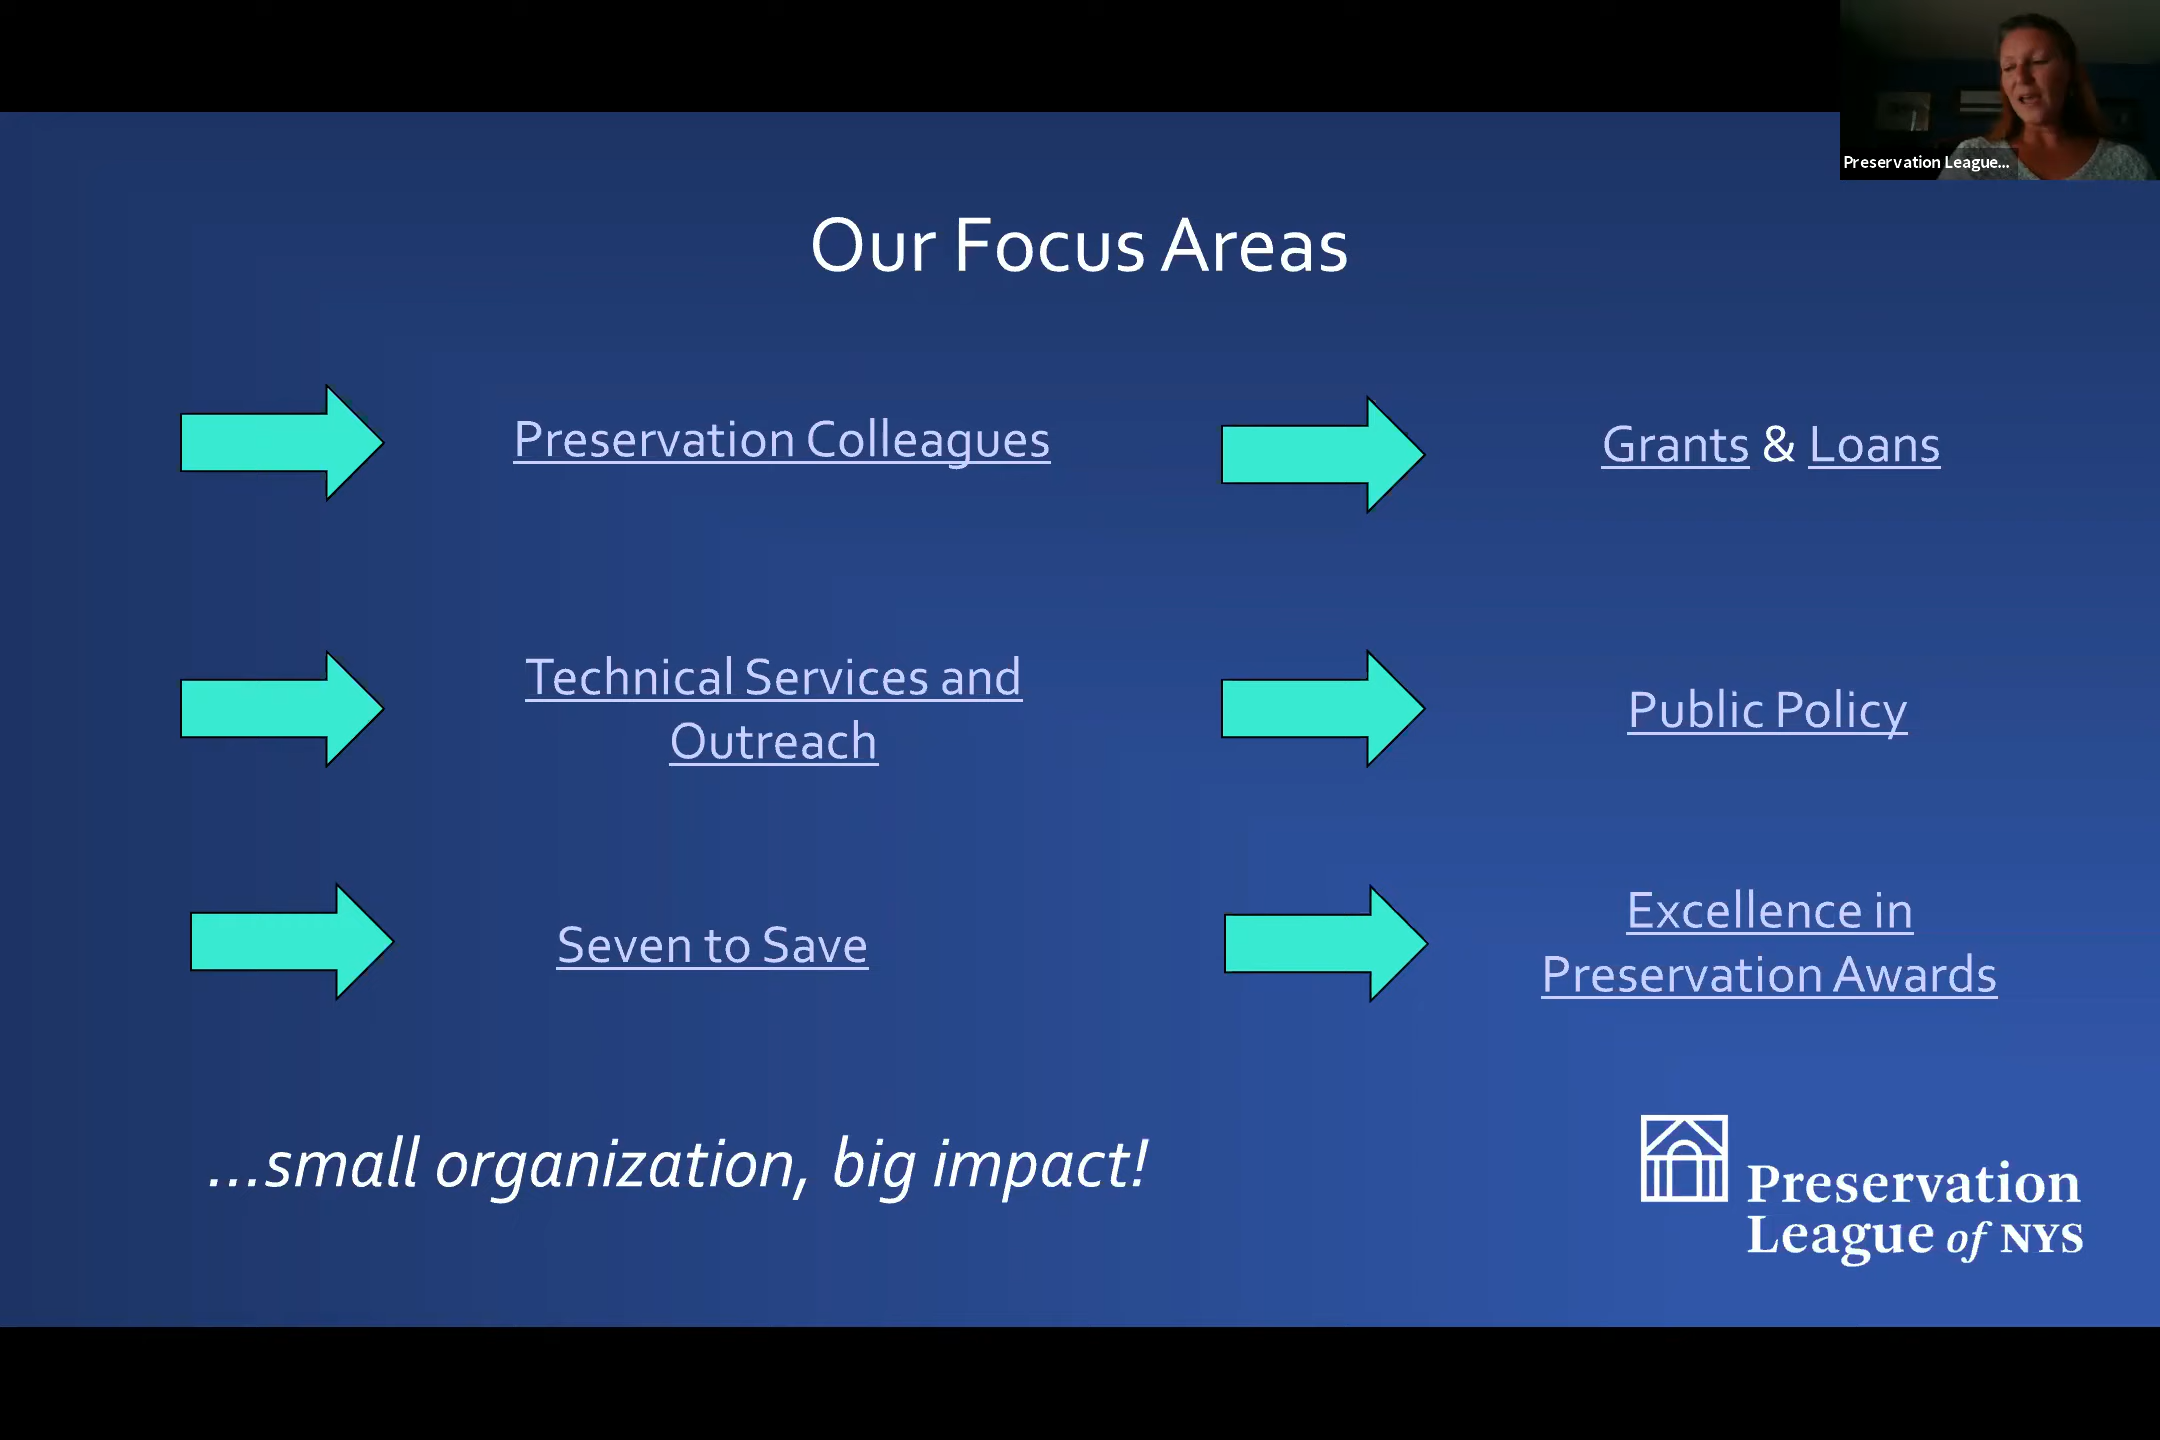 Preservation League...
Our Focus Areas
Preservation Colleagues
Grants & Loans
Technical Services and
Outreach
Public Policy
Seven to Save
Excellence in
Preservation Awards
...small organization, big impact!
Preservation
League of NYS